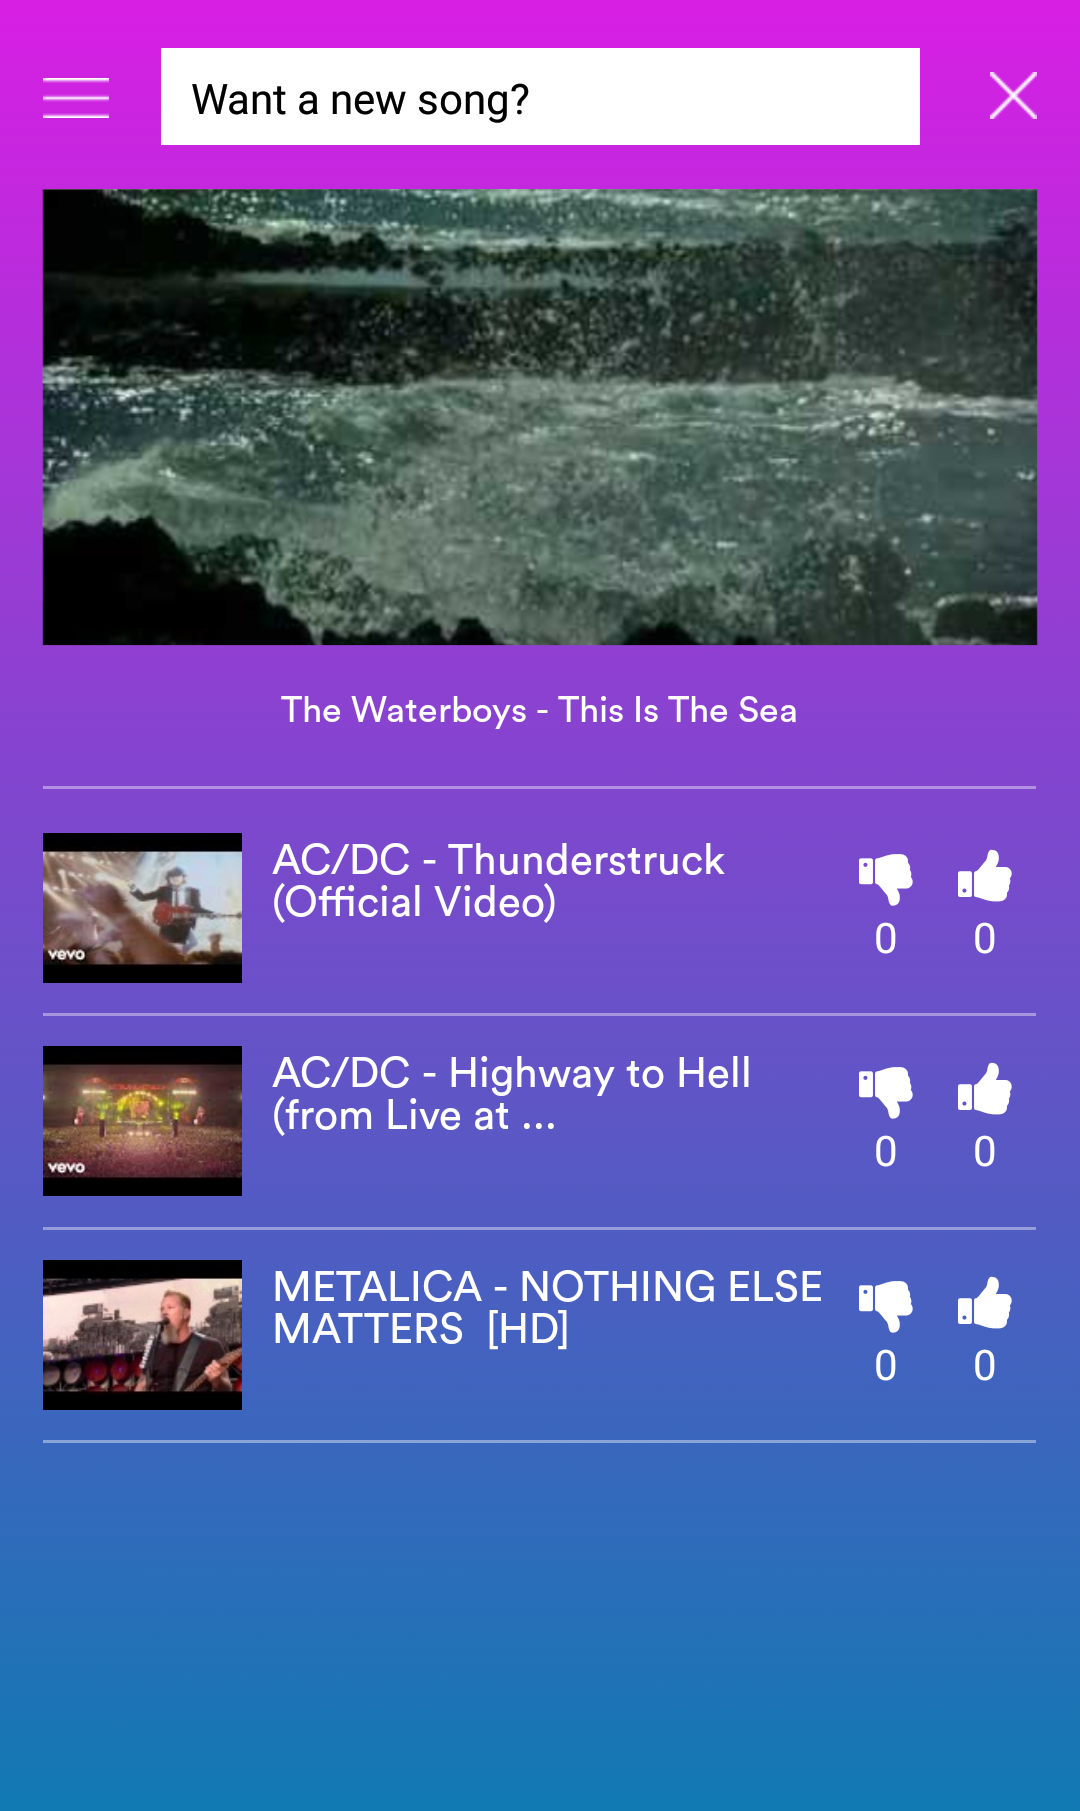 Want a new song?
The Waterboys - This Is The Sea
AC/DC - Thunderstruck
(Official Video)
vevo
0
0
AC/DC - Highway to Hell
(from Live at ...
vevo
0
0
METALICA - NOTHING ELSE
MATTERS  [HD]
0
0